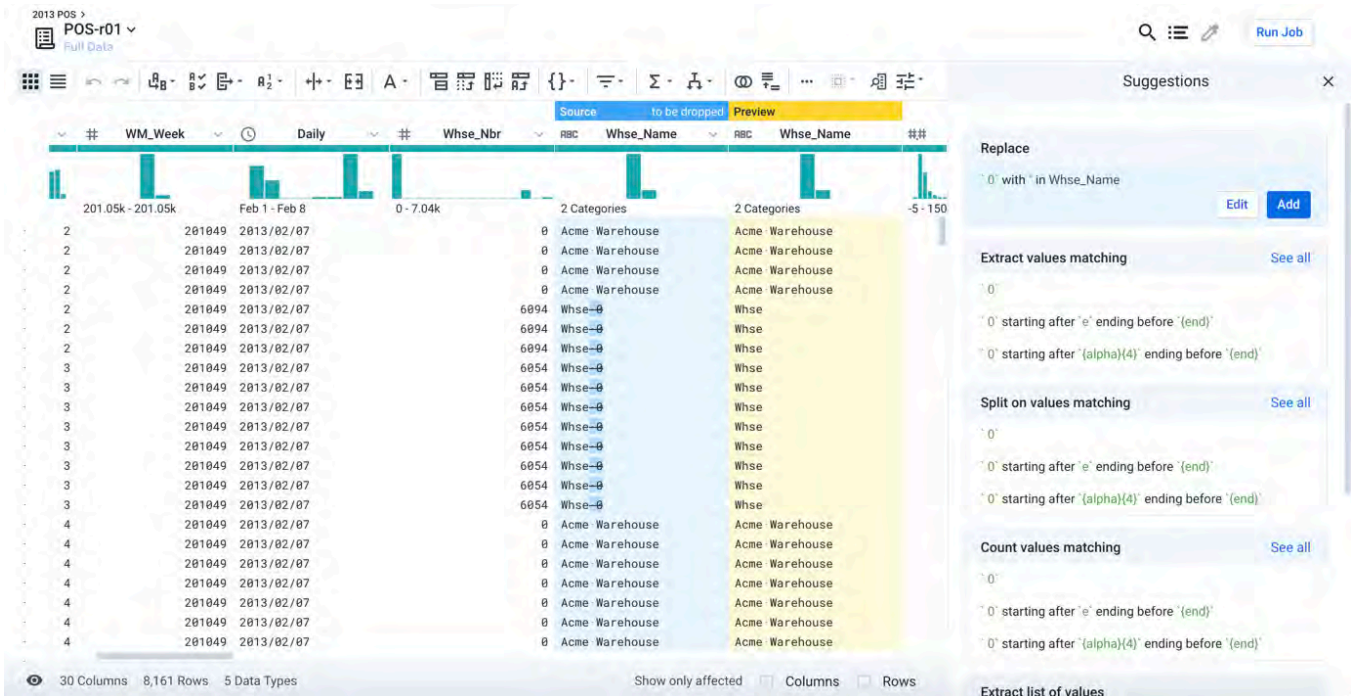 2013 POS >
POS-r01
Full Data
Run Job
Suggestions
Source to be dropped Preview
# WM_Week Daily # Whse_Nbr ABC Whse_Name ABC Whse_Name #.#
201.05k - 201.05k Feb 1 - Feb 8 0 - 7.04k 2 Categories 2 Categories -5 - 150
2 201049 2013/02/07 0 Acme Warehouse Acme Warehouse
2 201049 2013/02/07 0 Acme Warehouse Acme Warehouse
2 201049 2013/02/07 0 Acme Warehouse Acme Warehouse
2 201049 2013/02/07 0 Acme Warehouse Acme Warehouse
2 201049 2013/02/07 6094 Whse 0 Whse
2 201049 2013/02/07 6094 Whse 0 Whse
2 201049 2013/02/07 6094 Whse 0 Whse
3 201049 2013/02/07 6054 Whse 0 Whse
3 201049 2013/02/07 6054 Whse 0 Whse
3 201049 2013/02/07 6054 Whse 0 Whse
3 201049 2013/02/07 6054 Whse 0 Whse
3 201049 2013/02/07 6054 Whse 0 Whse
3 201049 2013/02/07 6054 Whse 0 Whse
3 201049 2013/02/07 6054 Whse 0 Whse
3 201049 2013/02/07 6054 Whse 0 Whse
4 201049 2013/02/07 0 Acme Warehouse Acme Warehouse
4 201049 2013/02/07 0 Acme Warehouse Acme Warehouse
4 201049 2013/02/07 0 Acme Warehouse Acme Warehouse
4 201049 2013/02/07 0 Acme Warehouse Acme Warehouse
4 201049 2013/02/07 0 Acme Warehouse Acme Warehouse
4 201049 2013/02/07 0 Acme Warehouse Acme Warehouse
4 201049 2013/02/07 0 Acme Warehouse Acme Warehouse
30 Columns 8,161 Rows 5 Data Types Show only affected Columns Rows
Replace
` 0` with `` in Whse_Name
Edit Add
Extract values matching See all
` 0`
` 0` starting after `e` ending before `{end}`
` 0` starting after `{alpha}{4}` ending before `{end}`
Split on values matching See all
` 0`
` 0` starting after `e` ending before `{end}`
` 0` starting after `{alpha}{4}` ending before `{end}`
Count values matching See all
` 0`
` 0` starting after `e` ending before `{end}`
` 0` starting after `{alpha}{4}` ending before `{end}`
Extract list of values